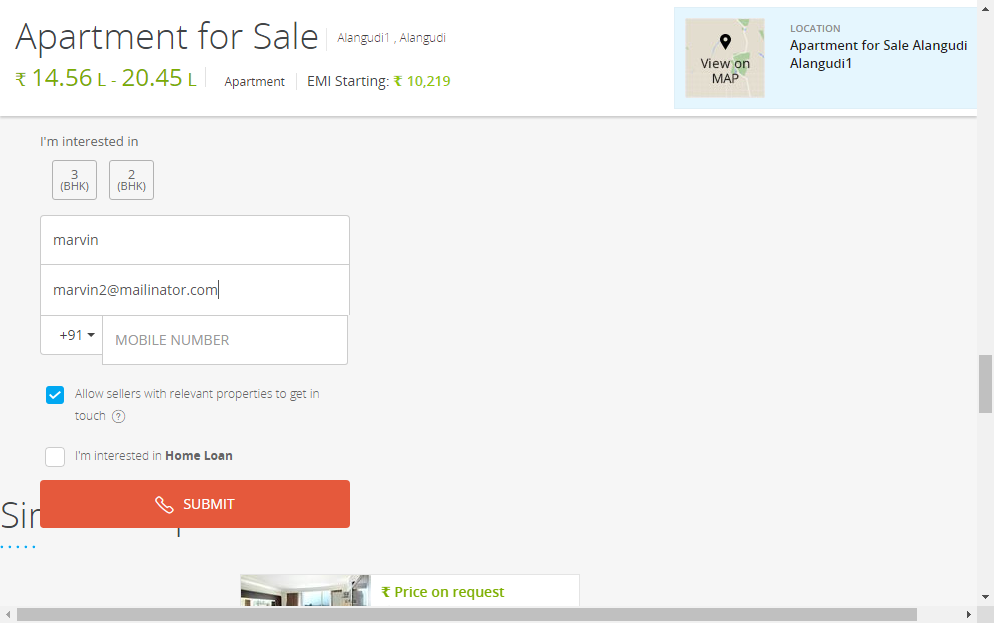 Apartment for Sale
Alangudi1 , Alangudi
₹ 14.56 L - 20.45 L
Apartment
EMI Starting: ₹ 10,219
View on
MAP
LOCATION
Apartment for Sale Alangudi
Alangudi1
I'm interested in
3
(BHK)
2
(BHK)
marvin
marvin2@mailinator.com
+91
MOBILE NUMBER
Allow sellers with relevant properties to get in
touch ?
I'm interested in Home Loan
SUBMIT
₹ Price on request